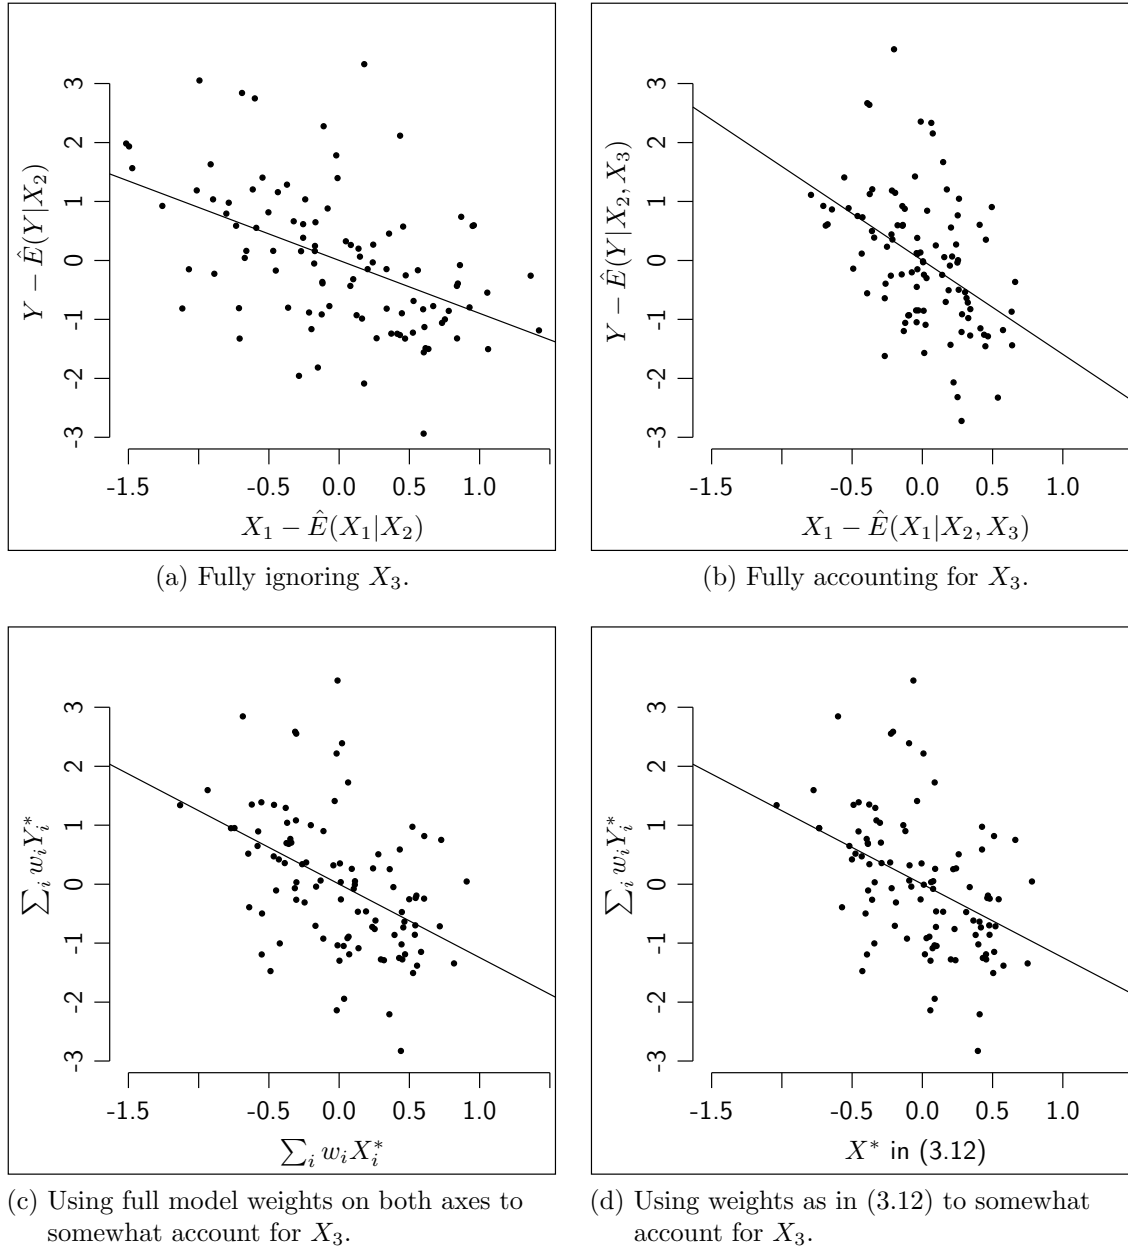 3
2
1
0
-1
-2
-3
Y − Ê(Y|X₂)
-1.5 -0.5 0.0 0.5 1.0
X₁ − Ê(X₁|X₂)
(a) Fully ignoring X₃.
3
2
1
0
-1
-2
-3
Y − Ê(Y|X₂, X₃)
-1.5 -0.5 0.0 0.5 1.0
X₁ − Ê(X₁|X₂, X₃)
(b) Fully accounting for X₃.
3
2
1
0
-1
-2
-3
∑ᵢ wᵢYᵢ*
-1.5 -0.5 0.0 0.5 1.0
∑ᵢ wᵢXᵢ*
(c) Using full model weights on both axes to
somewhat account for X₃.
3
2
1
0
-1
-2
-3
∑ᵢ wᵢYᵢ*
-1.5 -0.5 0.0 0.5 1.0
X* in (3.12)
(d) Using weights as in (3.12) to somewhat
account for X₃.